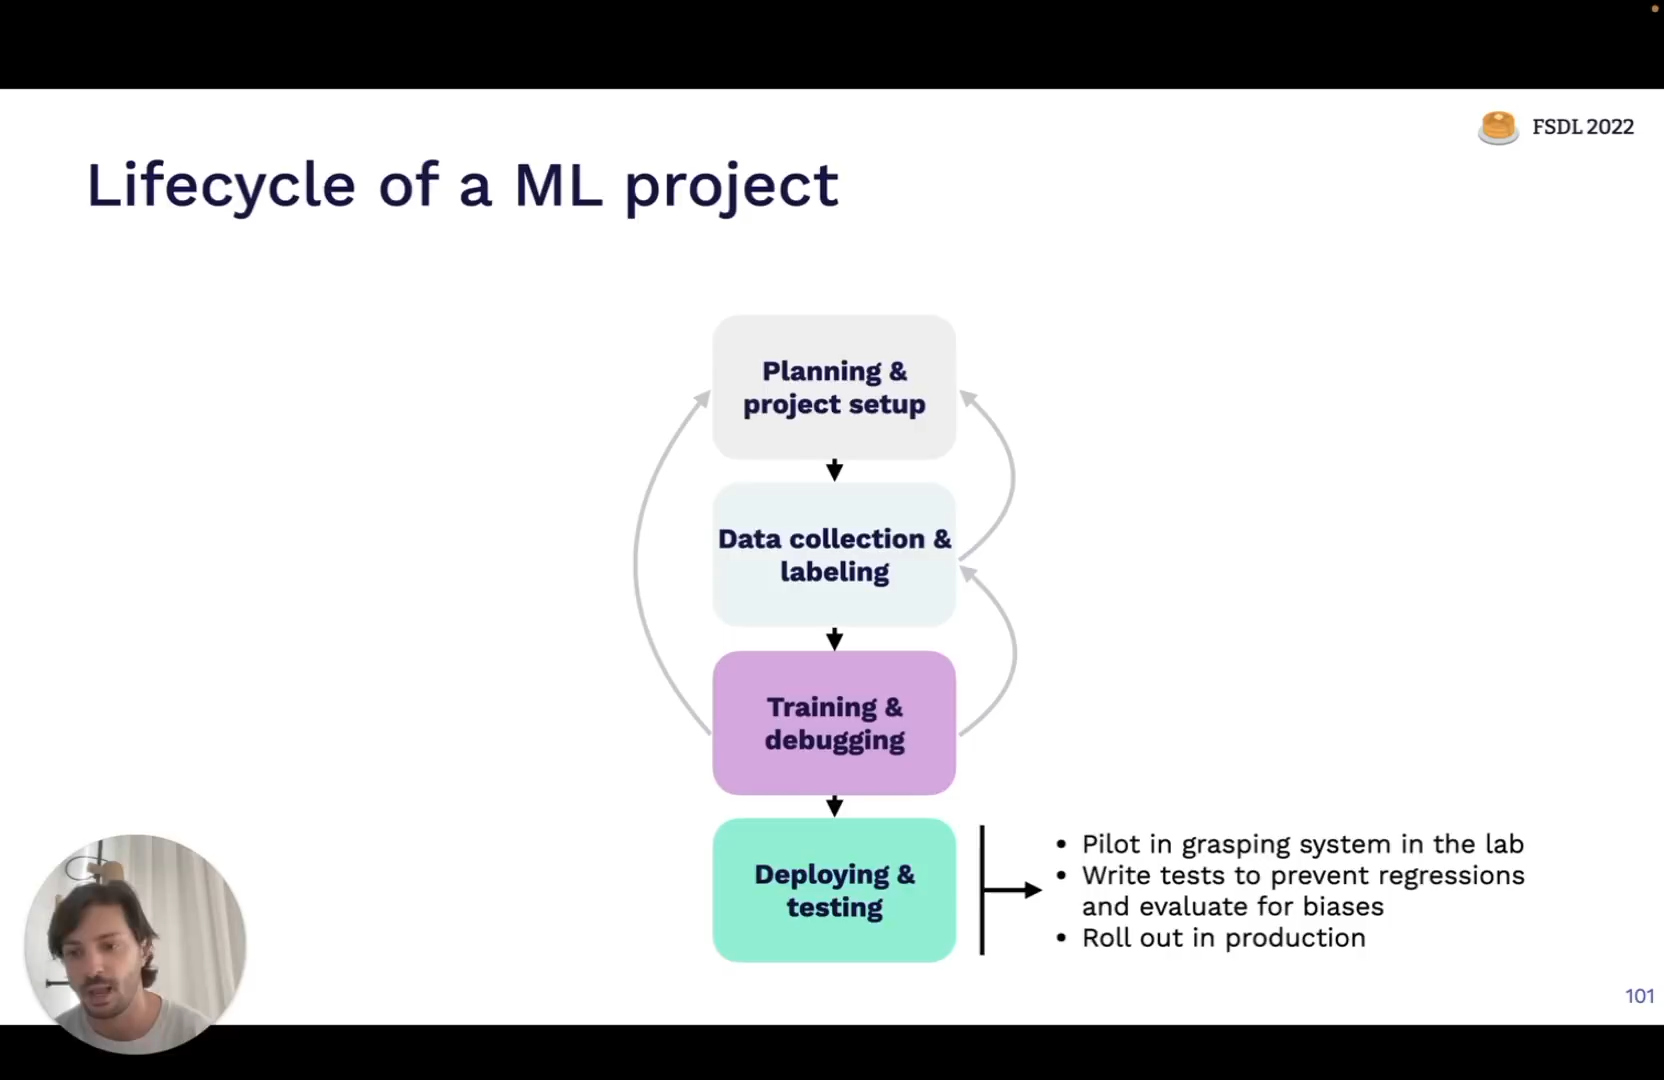 FSDL 2022
Lifecycle of a ML project
Planning &
project setup
Data collection &
labeling
Training &
debugging
Deploying &
testing
• Pilot in grasping system in the lab
• Write tests to prevent regressions
and evaluate for biases
• Roll out in production
101